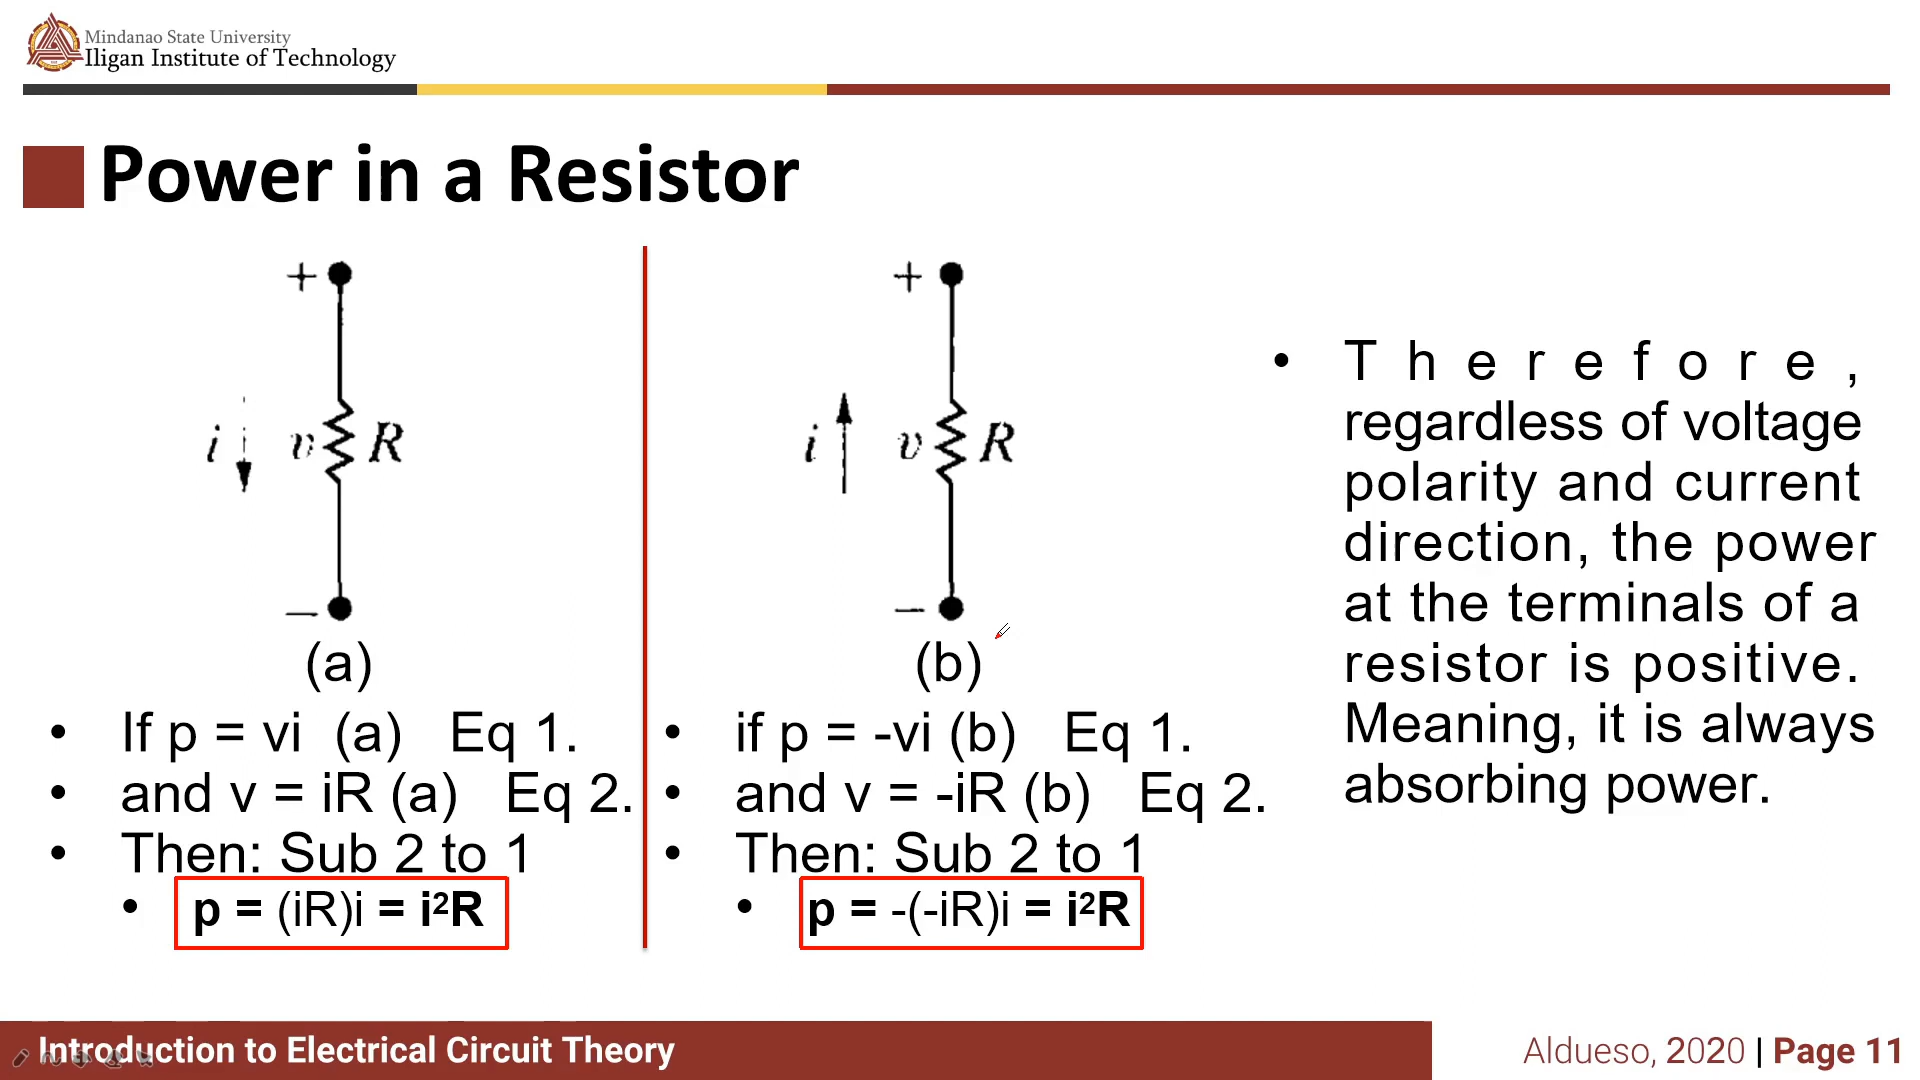 Mindanao State University
Iligan Institute of Technology
Power in a Resistor
+
i
v
R
–
(a)
• If p = vi (a) Eq 1.
• and v = iR (a) Eq 2.
• Then: Sub 2 to 1
• p = (iR)i = i²R
+
i
v
R
–
(b)
• if p = -vi (b) Eq 1.
• and v = -iR (b) Eq 2.
• Then: Sub 2 to 1
• p = -(-iR)i = i²R
• Therefore,
regardless of voltage
polarity and current
direction, the power
at the terminals of a
resistor is positive.
Meaning, it is always
absorbing power.
Introduction to Electrical Circuit Theory
Aldueso, 2020 | Page 11